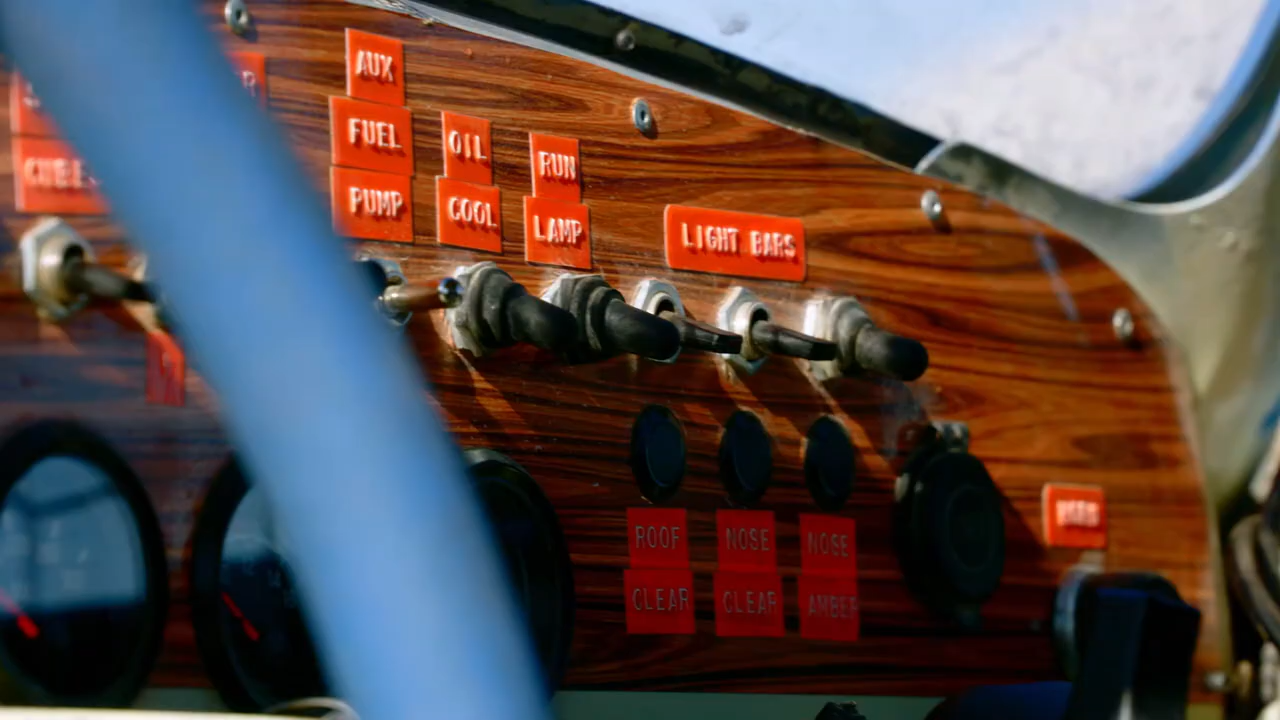 AUX
FUEL
PUMP
OIL
COOL
RUN
LAMP
LIGHT BARS
ROOF
CLEAR
NOSE
CLEAR
NOSE
AMBER